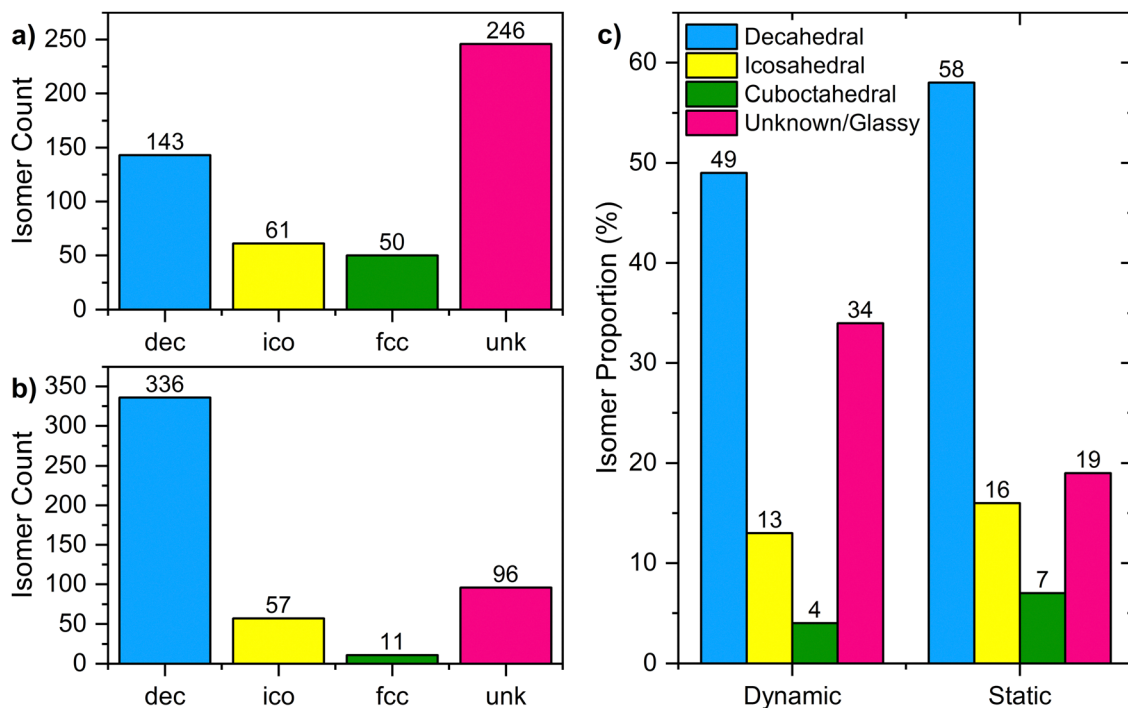 a)
Isomer Count
250
200
150
100
50
0
143
61
50
246
dec ico fcc unk
b)
Isomer Count
350
300
250
200
150
100
50
0
336
57
11
96
dec ico fcc unk
c)
Decahedral
Icosahedral
Cuboctahedral
Unknown/Glassy
Isomer Proportion (%)
60
50
40
30
20
10
0
49
13
4
34
58
16
7
19
Dynamic Static